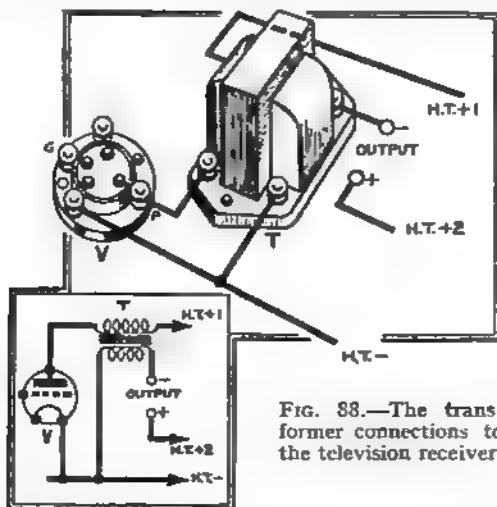 H.T.+1
- OUTPUT
+
H.T.+2
G
P
V
T
H.T.-
T
H.T.+1
-
OUTPUT
+
H.T.+2
V
H.T.-
FIG. 88.—The trans-
former connections to
the television receiver